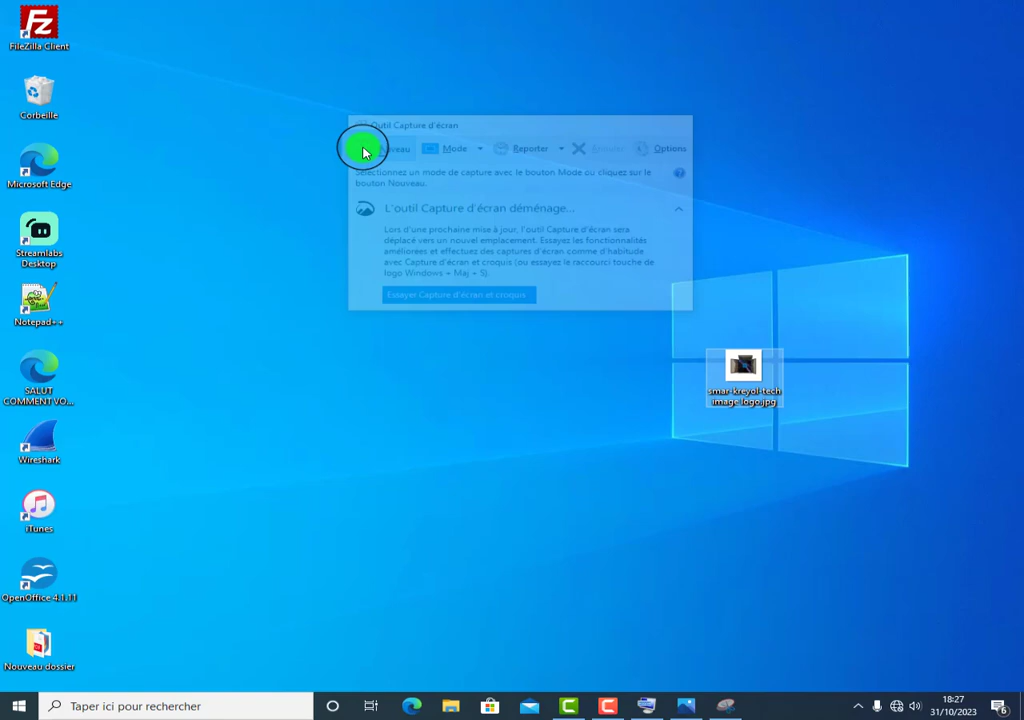 FileZilla Client
Corbeille
Microsoft Edge
Streamlabs
Desktop
Notepad++
SALUT
COMMENT VO...
Wireshark
iTunes
OpenOffice 4.1.11
Nouveau dossier
Outil Capture d'écran
Nouveau Mode Reporter Annuler Options
Sélectionnez un mode de capture avec le bouton Mode ou cliquez sur le
bouton Nouveau.
L'outil Capture d'écran déménage...
Lors d'une prochaine mise à jour, l'outil Capture d'écran sera
déplacé vers un nouvel emplacement. Essayez les fonctionnalités
améliorées et effectuez des captures d'écran comme d'habitude
avec Capture d'écran et croquis (ou essayez le raccourci touche de
logo Windows + Maj + S).
Essayer Capture d'écran et croquis
smar-kreyol-tech
image logo.jpg
Taper ici pour rechercher
18:27
31/10/2023
6